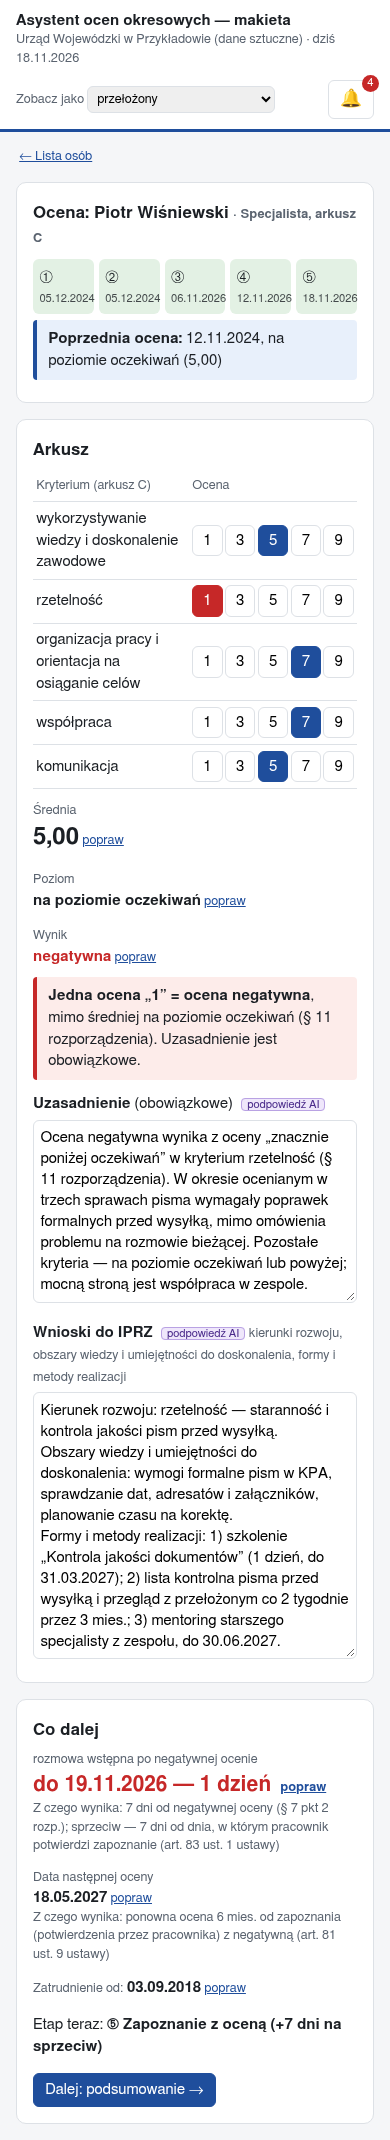 Asystent ocen okresowych — makieta
Urząd Wojewódzki w Przykładowie (dane sztuczne) · dziś
18.11.2026
Zobacz jako przełożony
🔔 4
← Lista osób
Ocena: Piotr Wiśniewski · Specjalista, arkusz
C
① ② ③ ④ ⑤
05.12.2024 05.12.2024 06.11.2026 12.11.2026 18.11.2026
Poprzednia ocena: 12.11.2024, na
poziomie oczekiwań (5,00)
Arkusz
Kryterium (arkusz C) Ocena
wykorzystywanie
wiedzy i doskonalenie
zawodowe
1 3 5 7 9
rzetelność 1 3 5 7 9
organizacja pracy i
orientacja na
osiąganie celów
1 3 5 7 9
współpraca 1 3 5 7 9
komunikacja 1 3 5 7 9
Średnia
5,00 popraw
Poziom
na poziomie oczekiwań popraw
Wynik
negatywna popraw
Jedna ocena „1” = ocena negatywna,
mimo średniej na poziomie oczekiwań (§ 11
rozporządzenia). Uzasadnienie jest
obowiązkowe.
Uzasadnienie (obowiązkowe) podpowiedź AI
Ocena negatywna wynika z oceny „znacznie
poniżej oczekiwań” w kryterium rzetelność (§
11 rozporządzenia). W okresie ocenianym w
trzech sprawach pisma wymagały poprawek
formalnych przed wysyłką, mimo omówienia
problemu na rozmowie bieżącej. Pozostałe
kryteria — na poziomie oczekiwań lub powyżej;
mocną stroną jest współpraca w zespole.
Wnioski do IPRZ podpowiedź AI kierunki rozwoju,
obszary wiedzy i umiejętności do doskonalenia, formy i
metody realizacji
Kierunek rozwoju: rzetelność — staranność i
kontrola jakości pism przed wysyłką.
Obszary wiedzy i umiejętności do
doskonalenia: wymogi formalne pism w KPA,
sprawdzanie dat, adresatów i załączników,
planowanie czasu na korektę.
Formy i metody realizacji: 1) szkolenie
„Kontrola jakości dokumentów” (1 dzień, do
31.03.2027); 2) lista kontrolna pisma przed
wysyłką i przegląd z przełożonym co 2 tygodnie
przez 3 mies.; 3) mentoring starszego
specjalisty z zespołu, do 30.06.2027.
Co dalej
rozmowa wstępna po negatywnej ocenie
do 19.11.2026 — 1 dzień popraw
Z czego wynika: 7 dni od negatywnej oceny (§ 7 pkt 2
rozp.); sprzeciw — 7 dni od dnia, w którym pracownik
potwierdzi zapoznanie (art. 83 ust. 1 ustawy)
Data następnej oceny
18.05.2027 popraw
Z czego wynika: ponowna ocena 6 mies. od zapoznania
(potwierdzenia przez pracownika) z negatywną (art. 81
ust. 9 ustawy)
Zatrudnienie od: 03.09.2018 popraw
Etap teraz: ⑤ Zapoznanie z oceną (+7 dni na
sprzeciw)
Dalej: podsumowanie →